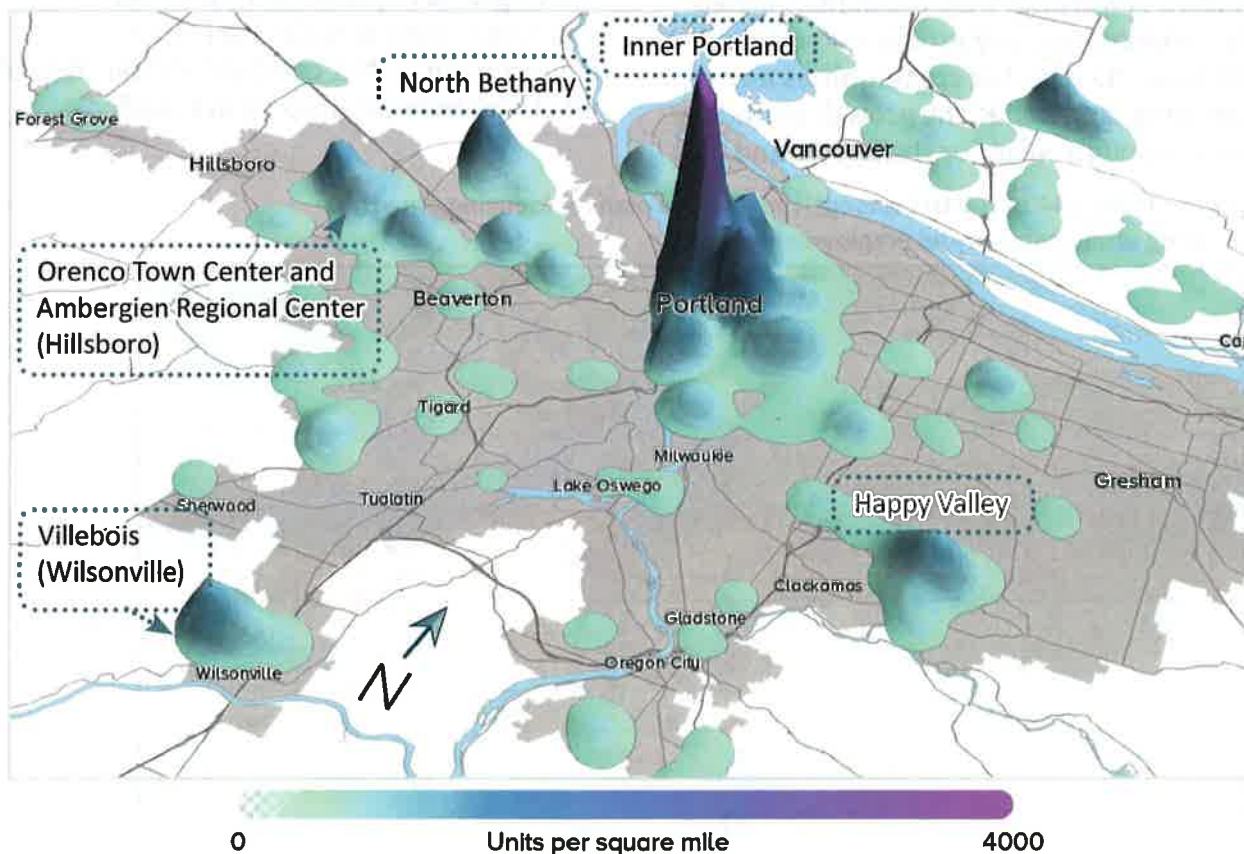 Inner Portland
North Bethany
Forest Grove
Hillsboro
Vancouver
Orenco Town Center and
Ambergien Regional Center
(Hillsboro)
Beaverton
Portland
Tigard
Milwaukie
Sherwood
Tualatin
Lake Oswego
Happy Valley
Gresham
Villebois
(Wilsonville)
Clackamas
Gladstone
N
Oregon City
Wilsonville
0
Units per square mile
4000